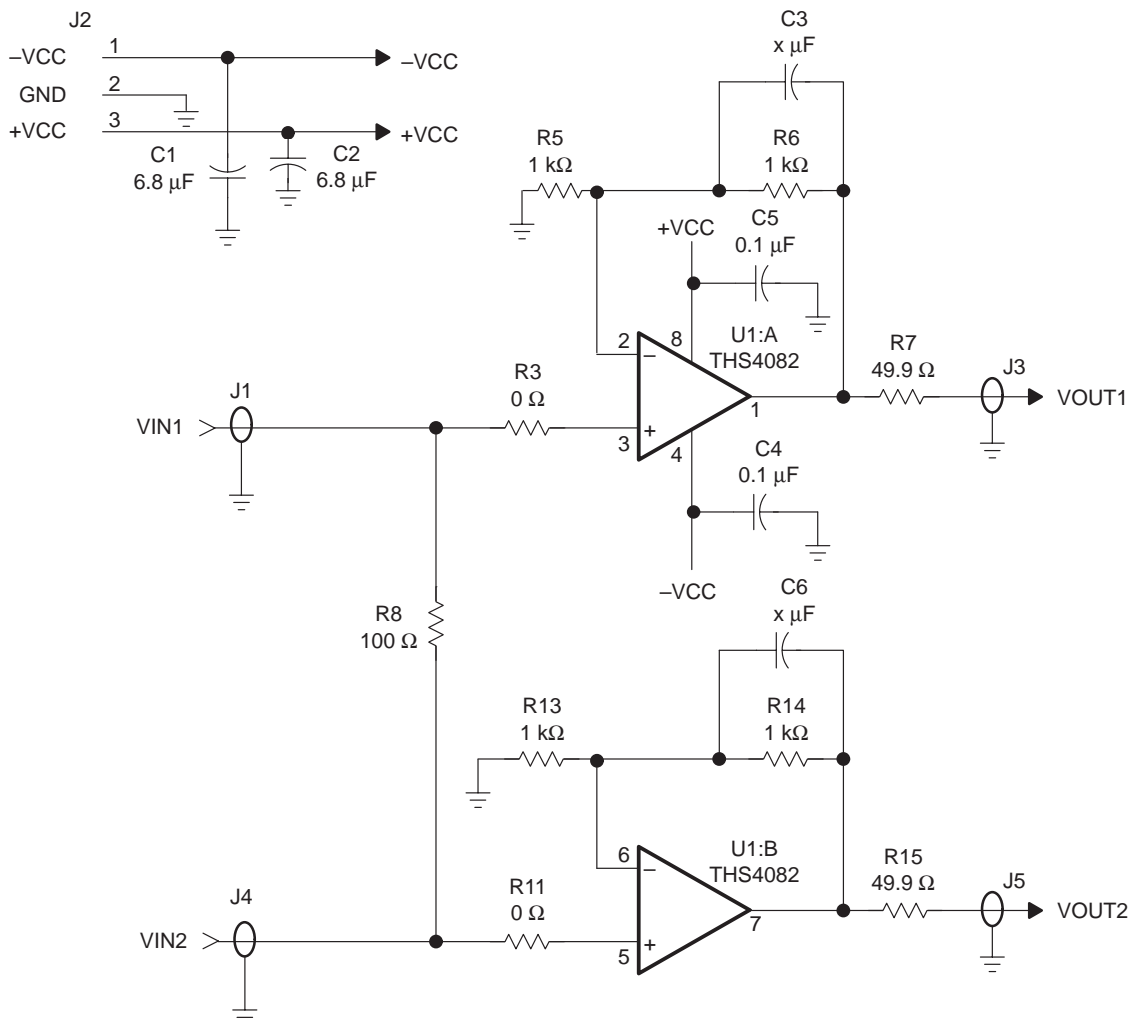 J2
–VCC
1
–VCC
GND
2
+VCC
3
+VCC
C1
6.8 µF
C2
6.8 µF
C3
x µF
R5
1 kΩ
R6
1 kΩ
+VCC
C5
0.1 µF
2
–
8
U1:A
THS4082
R7
49.9 Ω
J3
VOUT1
1
J1
VIN1
R3
0 Ω
3
+
4
C4
0.1 µF
–VCC
R8
100 Ω
C6
x µF
R13
1 kΩ
R14
1 kΩ
6
–
U1:B
THS4082
R15
49.9 Ω
J5
VOUT2
7
J4
VIN2
R11
0 Ω
5
+